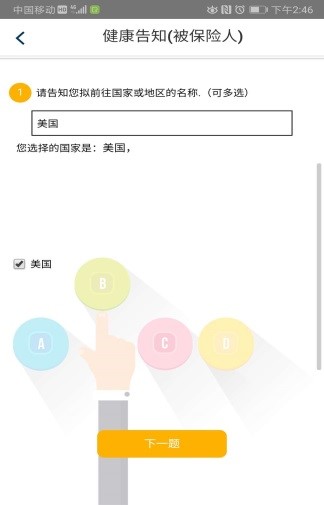 中国移动 HD 4G 下午2:46
健康告知(被保险人)
1 请告知您拟前往国家或地区的名称.（可多选）
美国
您选择的国家是：美国，
美国
B
A C D
下一题